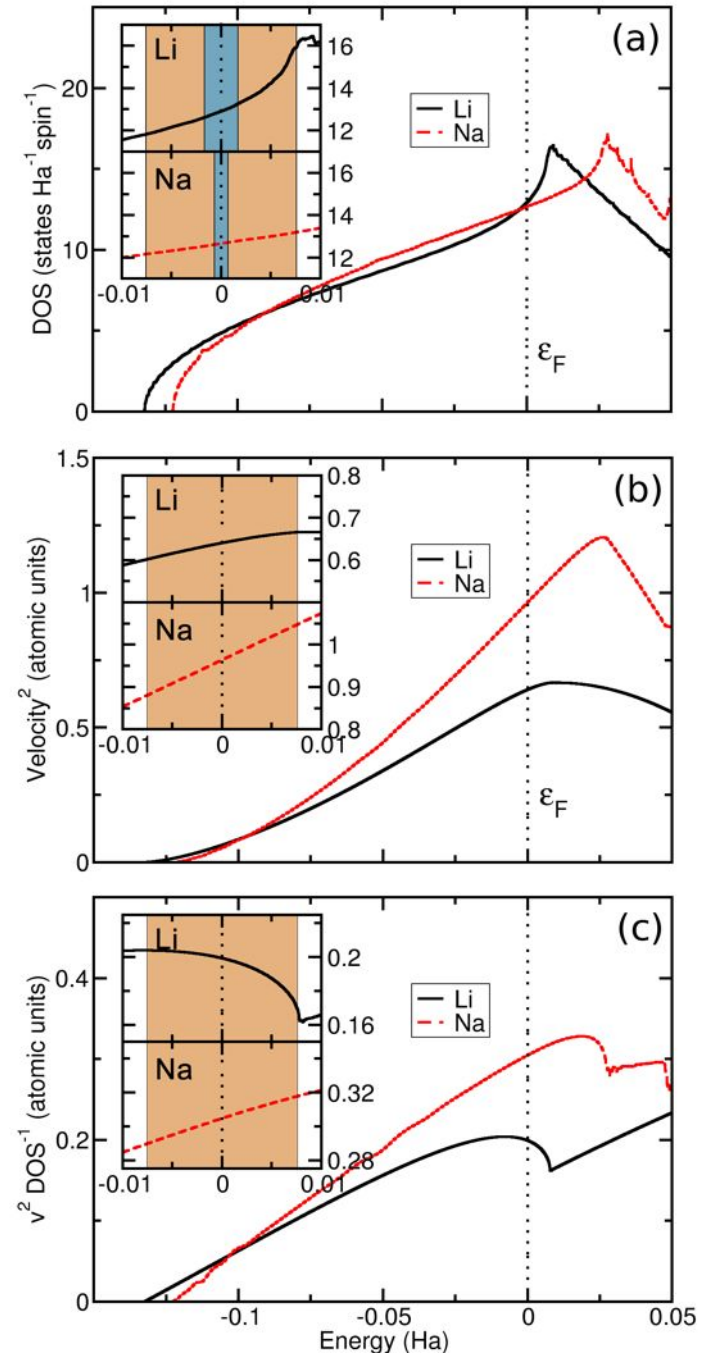 (a)
Li
16
14
12
Na
16
14
12
-0.01
0
0.01
Li
Na
20
10
0
DOS (states Ha⁻¹ spin⁻¹)
εF
(b)
1.5
1
0.5
0
Velocity² (atomic units)
Li
0.8
0.7
0.6
Na
1
0.9
0.8
-0.01
0
0.01
Li
Na
εF
(c)
0.4
0.2
0
v² DOS⁻¹ (atomic units)
Li
0.2
0.16
Na
0.32
0.28
-0.01
0
0.01
Li
Na
-0.1
-0.05
0
0.05
Energy (Ha)